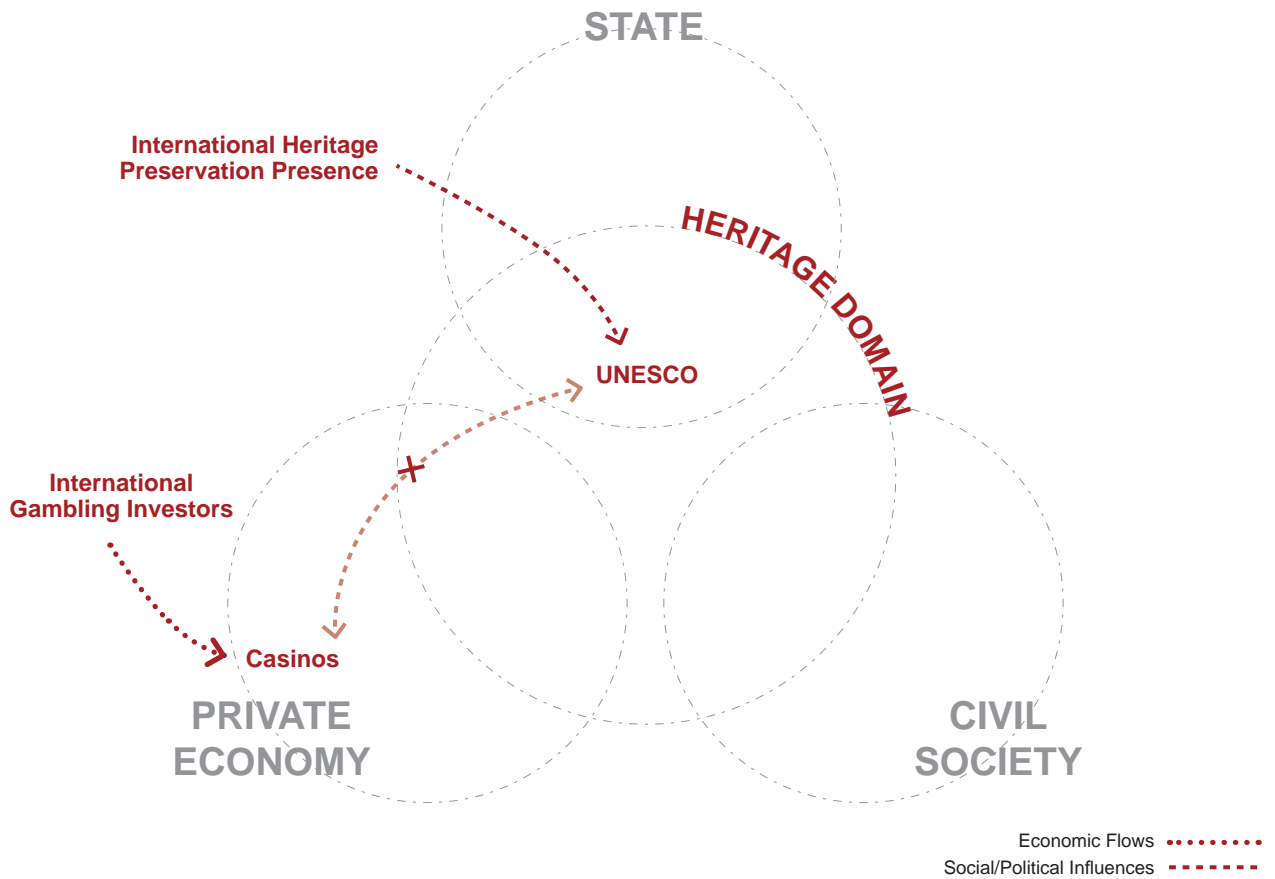 STATE
International Heritage
Preservation Presence
HERITAGE DOMAIN
UNESCO
International
Gambling Investors
Casinos
PRIVATE
ECONOMY
CIVIL
SOCIETY
Economic Flows
Social/Political Influences